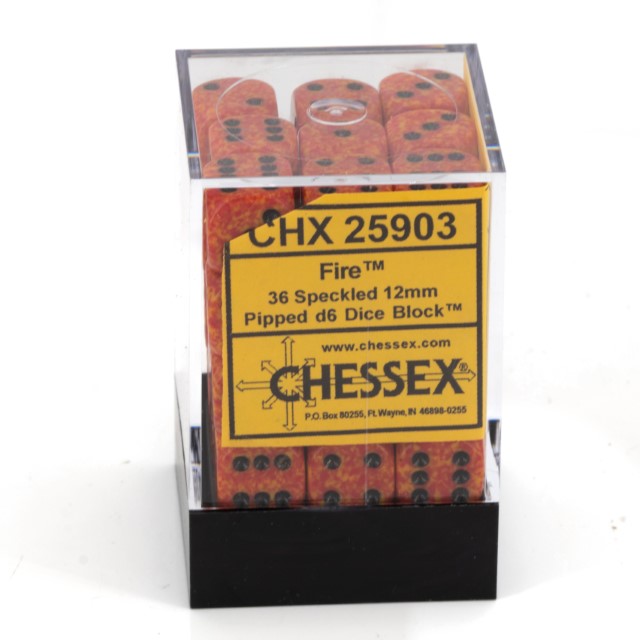 CHX 25903
Fire™
36 Speckled 12mm
Pipped d6 Dice Block™
www.chessex.com
CHESSEX®
P.O. Box 80255, Ft. Wayne, IN 46898-0255